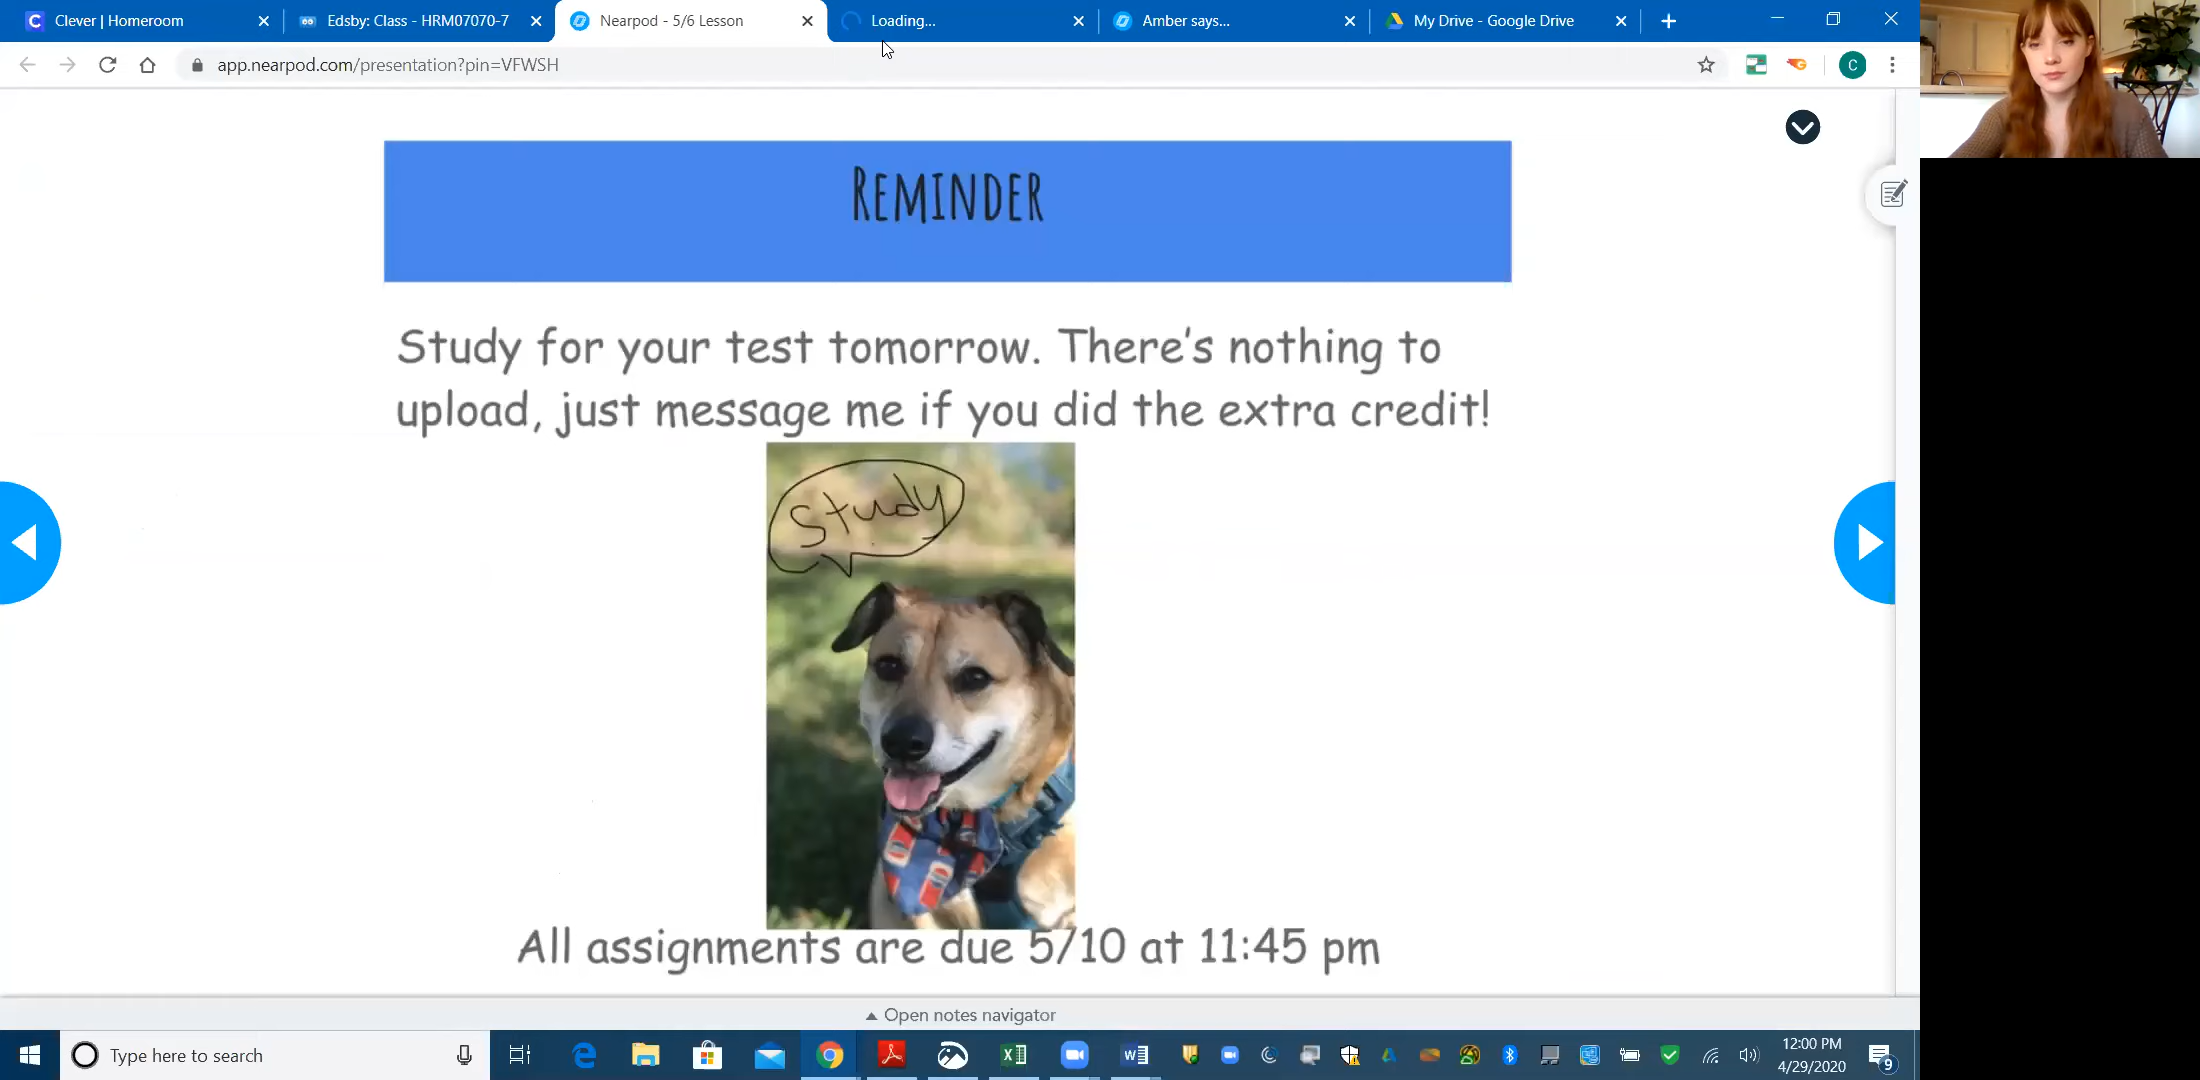 Clever | Homeroom
Edsby: Class - HRM07070-7
Nearpod - 5/6 Lesson
Loading...
Amber says...
My Drive - Google Drive
app.nearpod.com/presentation?pin=VFWSH
C
REMINDER
Study for your test tomorrow. There's nothing to
upload, just message me if you did the extra credit!
Study
All assignments are due 5/10 at 11:45 pm
Open notes navigator
Type here to search
12:00 PM
4/29/2020
9